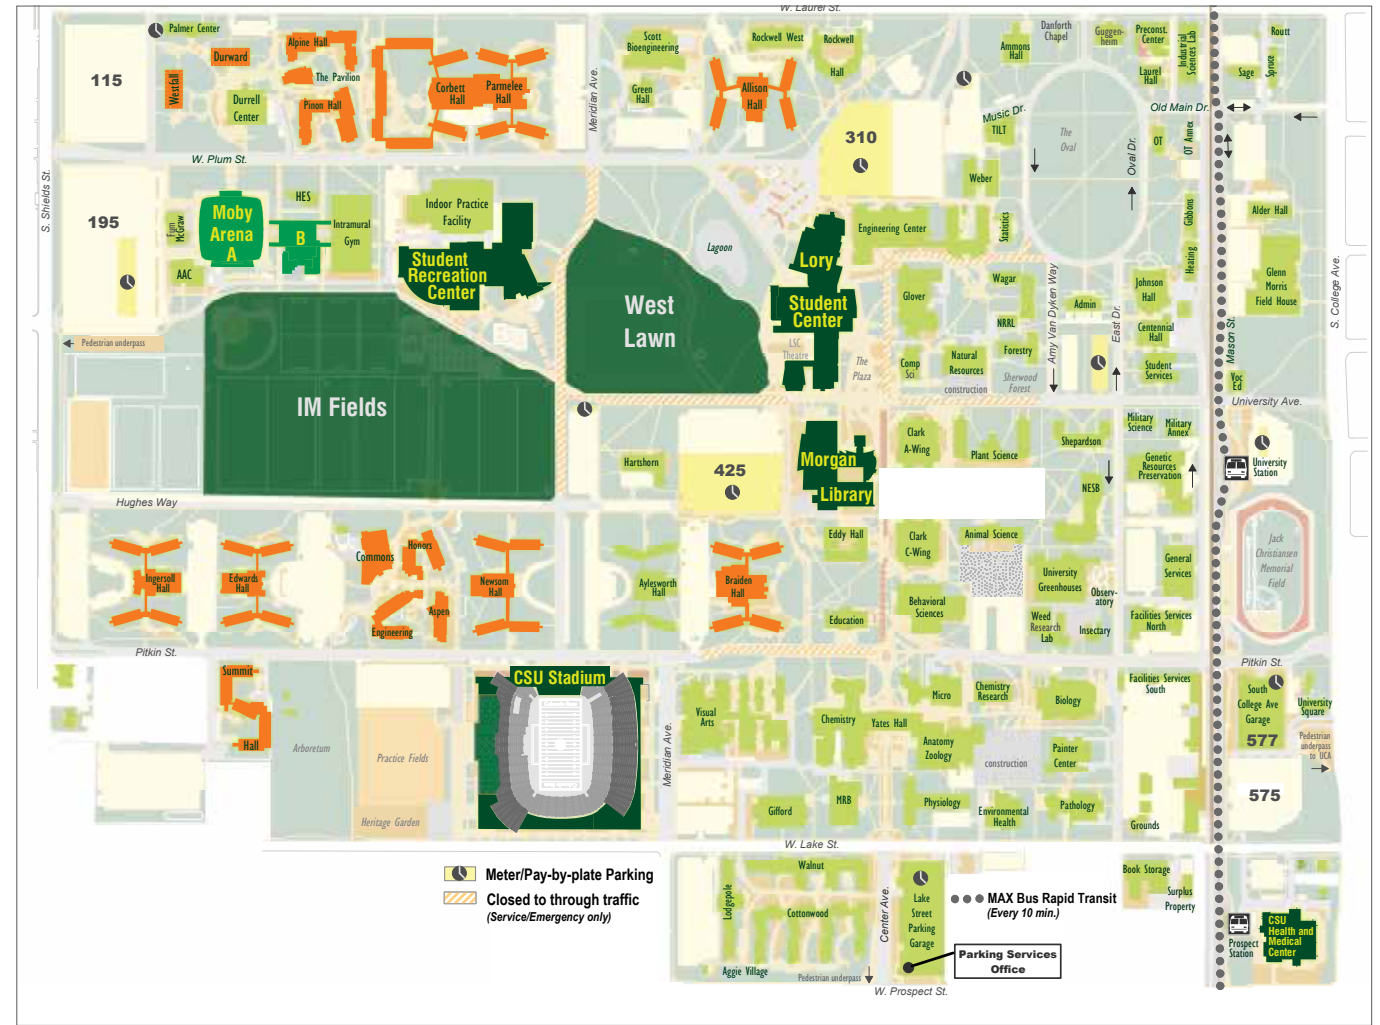 W. Laurel St.
Palmer Center
Durward
Westfall
Durrell
Center
Alpine Hall
The Pavilion
Pinon Hall
Corbett
Hall
Parmelee
Hall
115
Meridian Ave.
Scott
Bioengineering
Green
Hall
Rockwell West
Rockwell
Hall
Allison
Hall
310
Ammons
Hall
Danforth
Chapel
Guggen-
heim
Preconst.
Center
Industrial
Sciences Lab
Laurel
Hall
Old Main Dr.
Routt
Sage
Spruce
Music Dr.
TILT
The
Oval
Oval Dr.
OT
OT Annex
Weber
W. Plum St.
S. Shields St.
195
Fum
McGraw
AAC
Moby
Arena
A
HES
B
Intramural
Gym
Indoor Practice
Facility
Student
Recreation
Center
Lagoon
West
Lawn
Lory
Student
Center
LSC
Theatre
The
Plaza
Engineering Center
Statistics
Glover
Wagar
NRRL
Forestry
Comp
Sci
Natural
Resources
construction
Sherwood
Forest
Amy Van Dyken Way
Admin
East Dr.
Gibbons
Heating
Johnson
Hall
Centennial
Hall
Student
Services
Mason St.
Alder Hall
Glenn
Morris
Field House
S. College Ave.
Voc
Ed
University Ave.
Pedestrian underpass
IM Fields
Hughes Way
Hartshorn
425
Morgan
Library
Clark
A-Wing
Plant Science
Shepardson
NESB
Military
Science
Military
Annex
Genetic
Resources
Preservation
University
Station
Ingersoll
Hall
Edwards
Hall
Commons
Honors
Engineering
Aspen
Newsom
Hall
Aylesworth
Hall
Braiden
Hall
Eddy Hall
Education
Clark
C-Wing
Behavioral
Sciences
Animal Science
University
Greenhouses
Observ-
atory
Weed
Research
Lab
Insectary
General
Services
Facilities Services
North
Jack
Christiansen
Memorial
Field
Pitkin St.
Pitkin St.
Summit
Hall
Arboretum
Practice Fields
Heritage Garden
CSU Stadium
Meridian Ave.
Visual
Arts
Chemistry
Yates Hall
Micro
Chemistry
Research
Biology
Anatomy
Zoology
construction
Painter
Center
Gifford
MRB
Physiology
Environmental
Health
Pathology
Facilities Services
South
Grounds
South
College Ave
Garage
577
University
Square
Pedestrian
underpass
to UCA
575
W. Lake St.
Meter/Pay-by-plate Parking
Closed to through traffic
(Service/Emergency only)
Lodgepole
Walnut
Cottonwood
Aggie Village
Pedestrian underpass
Center Ave.
Lake
Street
Parking
Garage
MAX Bus Rapid Transit
(Every 10 min.)
Parking Services
Office
W. Prospect St.
Book Storage
Surplus
Property
Prospect
Station
CSU
Health and
Medical
Center